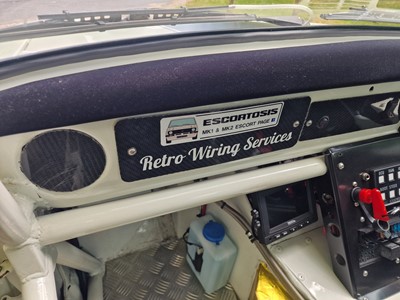 ESCORTOSIS
MK1 & MK2 ESCORT PAGE
Retro Wiring Services